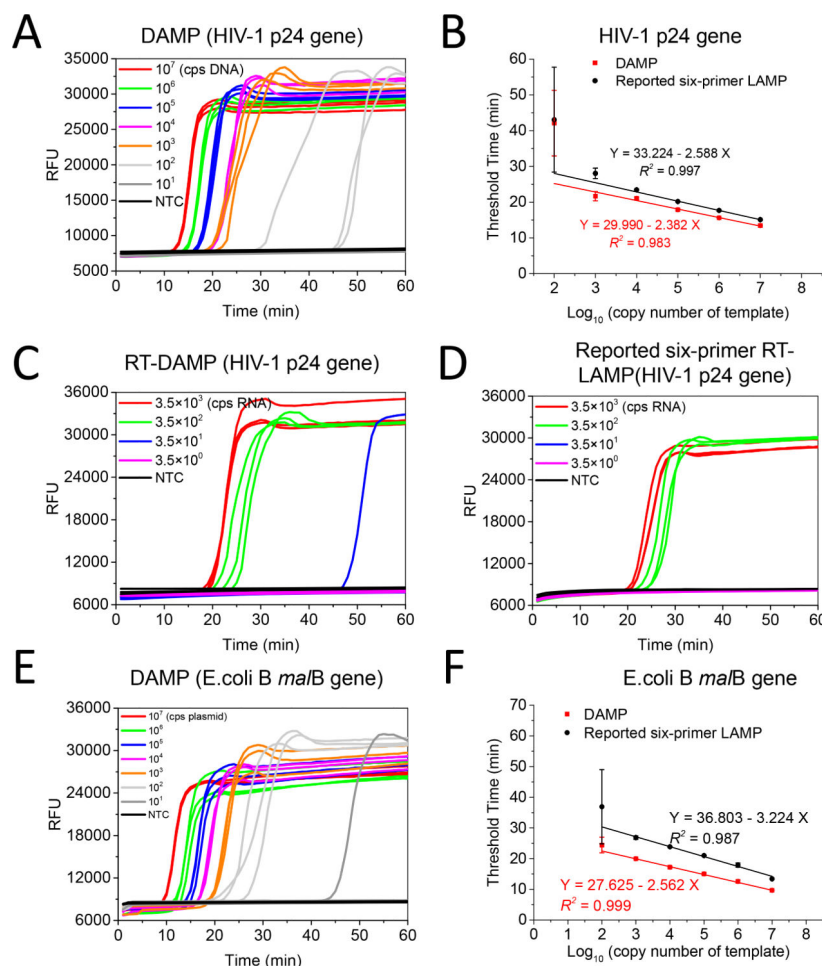 A
DAMP (HIV-1 p24 gene)
RFU
35000
30000
25000
20000
15000
10000
5000
10⁷ (cps DNA)
10⁶
10⁵
10⁴
10³
10²
10¹
NTC
0 10 20 30 40 50 60
Time (min)
B
HIV-1 p24 gene
Threshold Time (min)
60
50
40
30
20
10
0
DAMP
Reported six-primer LAMP
Y = 33.224 - 2.588 X
R² = 0.997
Y = 29.990 - 2.382 X
R² = 0.983
2 3 4 5 6 7 8
Log₁₀ (copy number of template)
C
RT-DAMP (HIV-1 p24 gene)
RFU
36000
30000
24000
18000
12000
6000
3.5×10³ (cps RNA)
3.5×10²
3.5×10¹
3.5×10⁰
NTC
0 10 20 30 40 50 60
Time (min)
D
Reported six-primer RT-
LAMP(HIV-1 p24 gene)
RFU
36000
30000
24000
18000
12000
6000
3.5×10³ (cps RNA)
3.5×10²
3.5×10¹
3.5×10⁰
NTC
0 10 20 30 40 50 60
Time (min)
E
DAMP (E.coli B malB gene)
RFU
36000
30000
24000
18000
12000
6000
10⁷ (cps plasmid)
10⁶
10⁵
10⁴
10³
10²
10¹
NTC
0 10 20 30 40 50 60
Time (min)
F
E.coli B malB gene
Threshold Time (min)
70
60
50
40
30
20
10
0
DAMP
Reported six-primer LAMP
Y = 36.803 - 3.224 X
R² = 0.987
Y = 27.625 - 2.562 X
R² = 0.999
0 1 2 3 4 5 6 7 8
Log₁₀ (copy number of template)